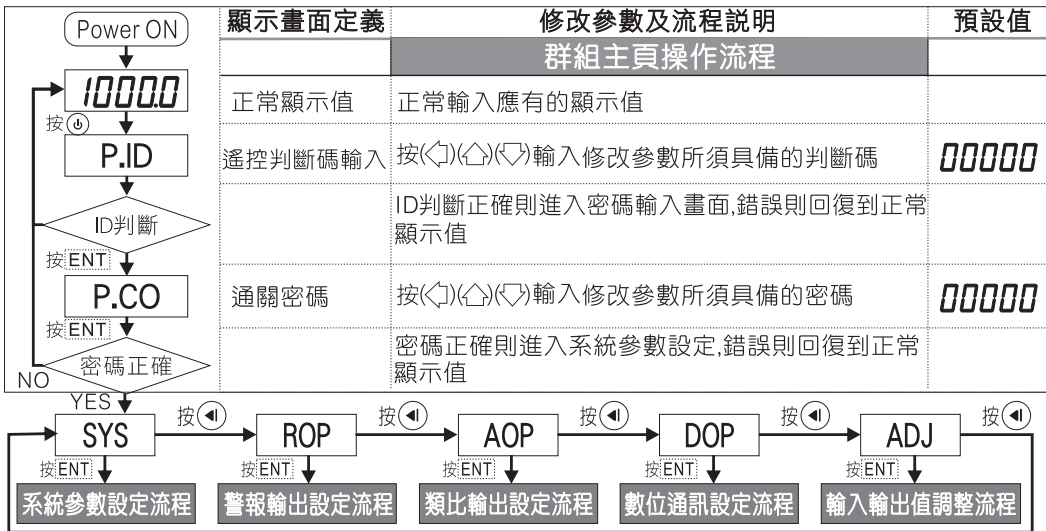 Power ON
顯示畫面定義 修改參數及流程説明 預設值
群組主頁操作流程
1000.0 正常顯示值 正常輸入應有的顯示值
按
P.ID 遙控判斷碼輸入 按()()()輸入修改參數所須具備的判斷碼 00000
ID判斷 ID判斷正確則進入密碼輸入畫面,錯誤則回復到正常
顯示值
按ENT
P.CO 通關密碼 按()()()輸入修改參數所須具備的密碼 00000
按ENT
密碼正確 密碼正確則進入系統參數設定,錯誤則回復到正常
顯示值
NO
YES
SYS 按 ROP 按 AOP 按 DOP 按 ADJ 按
按ENT 按ENT 按ENT 按ENT 按ENT
系統參數設定流程 警報輸出設定流程 類比輸出設定流程 數位通訊設定流程 輸入輸出值調整流程